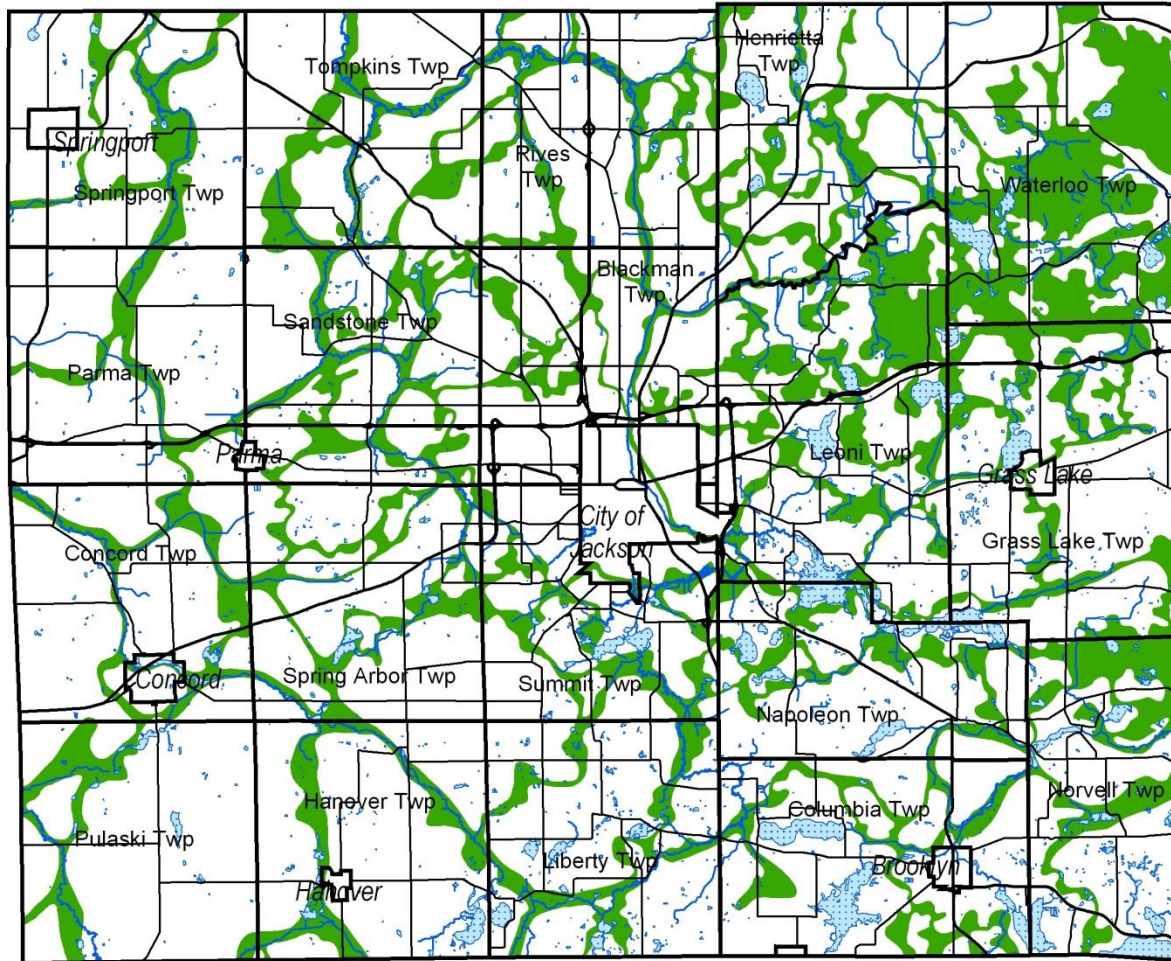 Henrietta
Twp
Tompkins Twp
Springport
Rives
Twp
Springport Twp
Waterloo Twp
Blackman
Twp
Sandstone Twp
Parma Twp
Parma
Leoni Twp
Grass Lake
City of
Jackson
Concord Twp
Grass Lake Twp
Concord
Spring Arbor Twp
Summit Twp
Napoleon Twp
Hanover Twp
Columbia Twp
Norvell Twp
Pulaski Twp
Liberty Twp
Brooklyn
Hanover